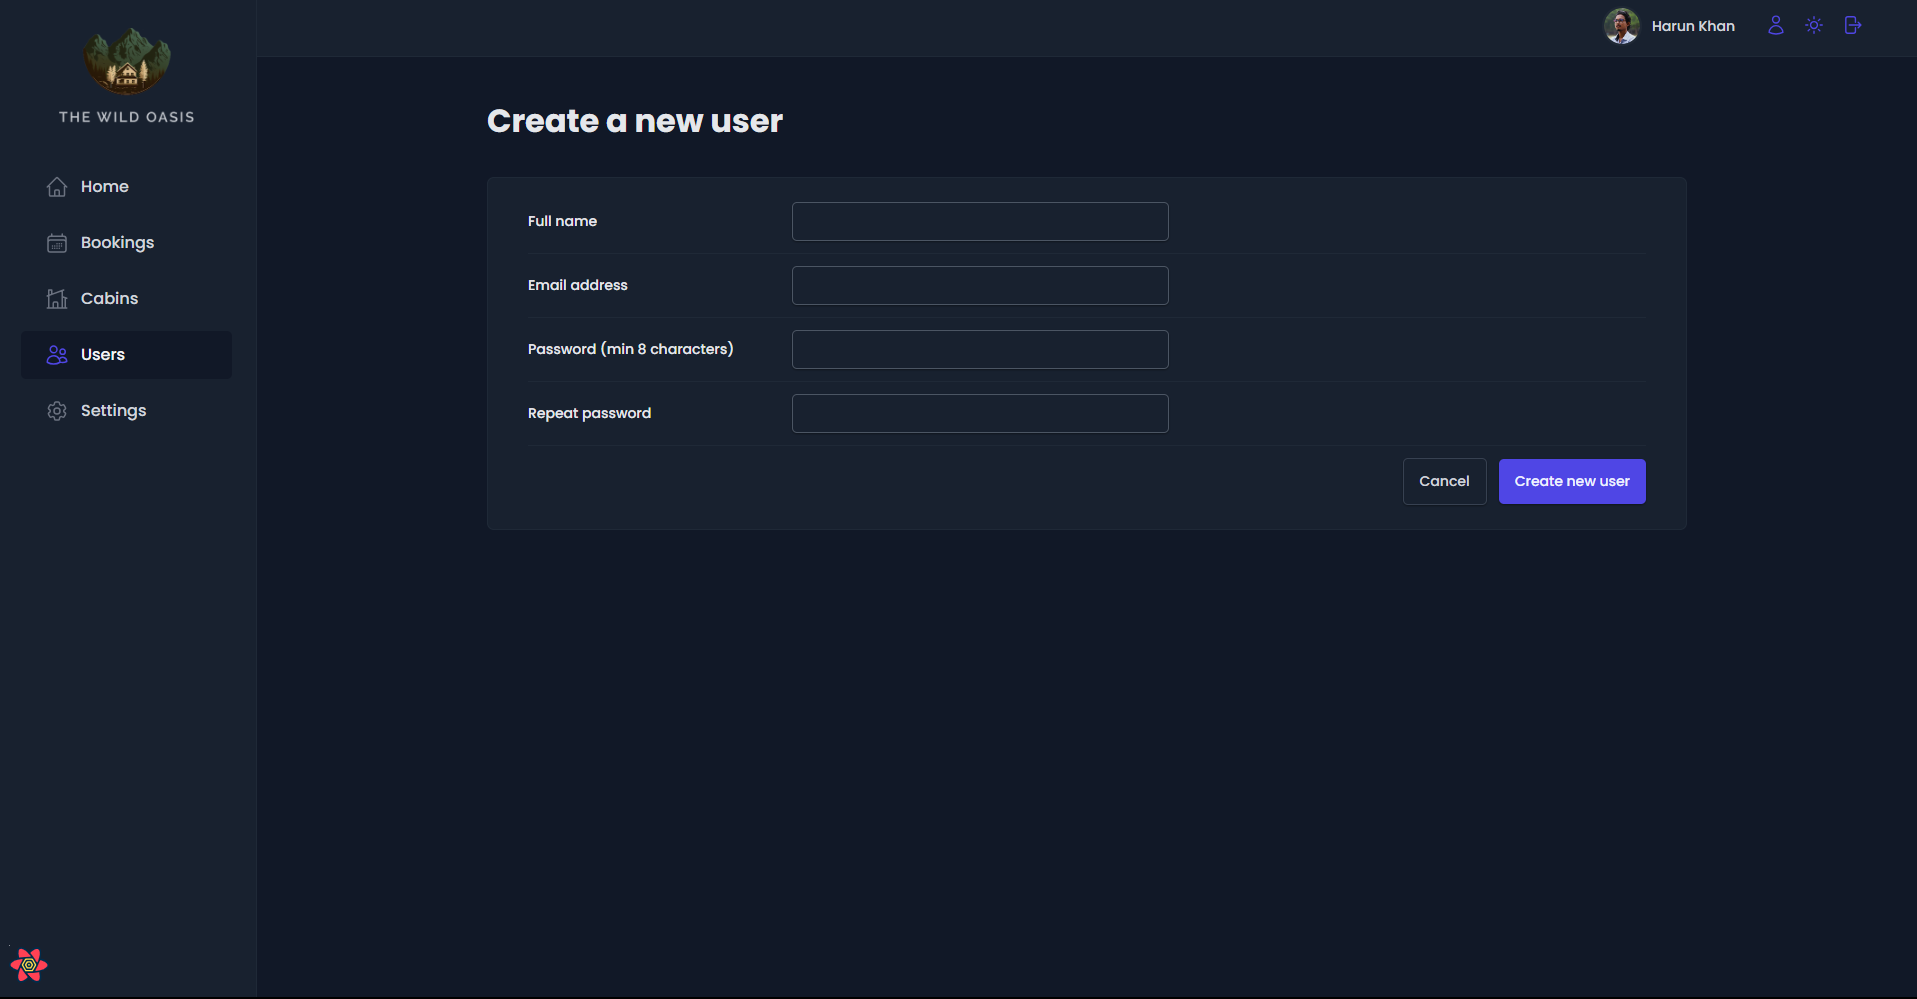 THE WILD OASIS
Home
Bookings
Cabins
Users
Settings
Harun Khan
Create a new user
Full name
Email address
Password (min 8 characters)
Repeat password
Cancel
Create new user